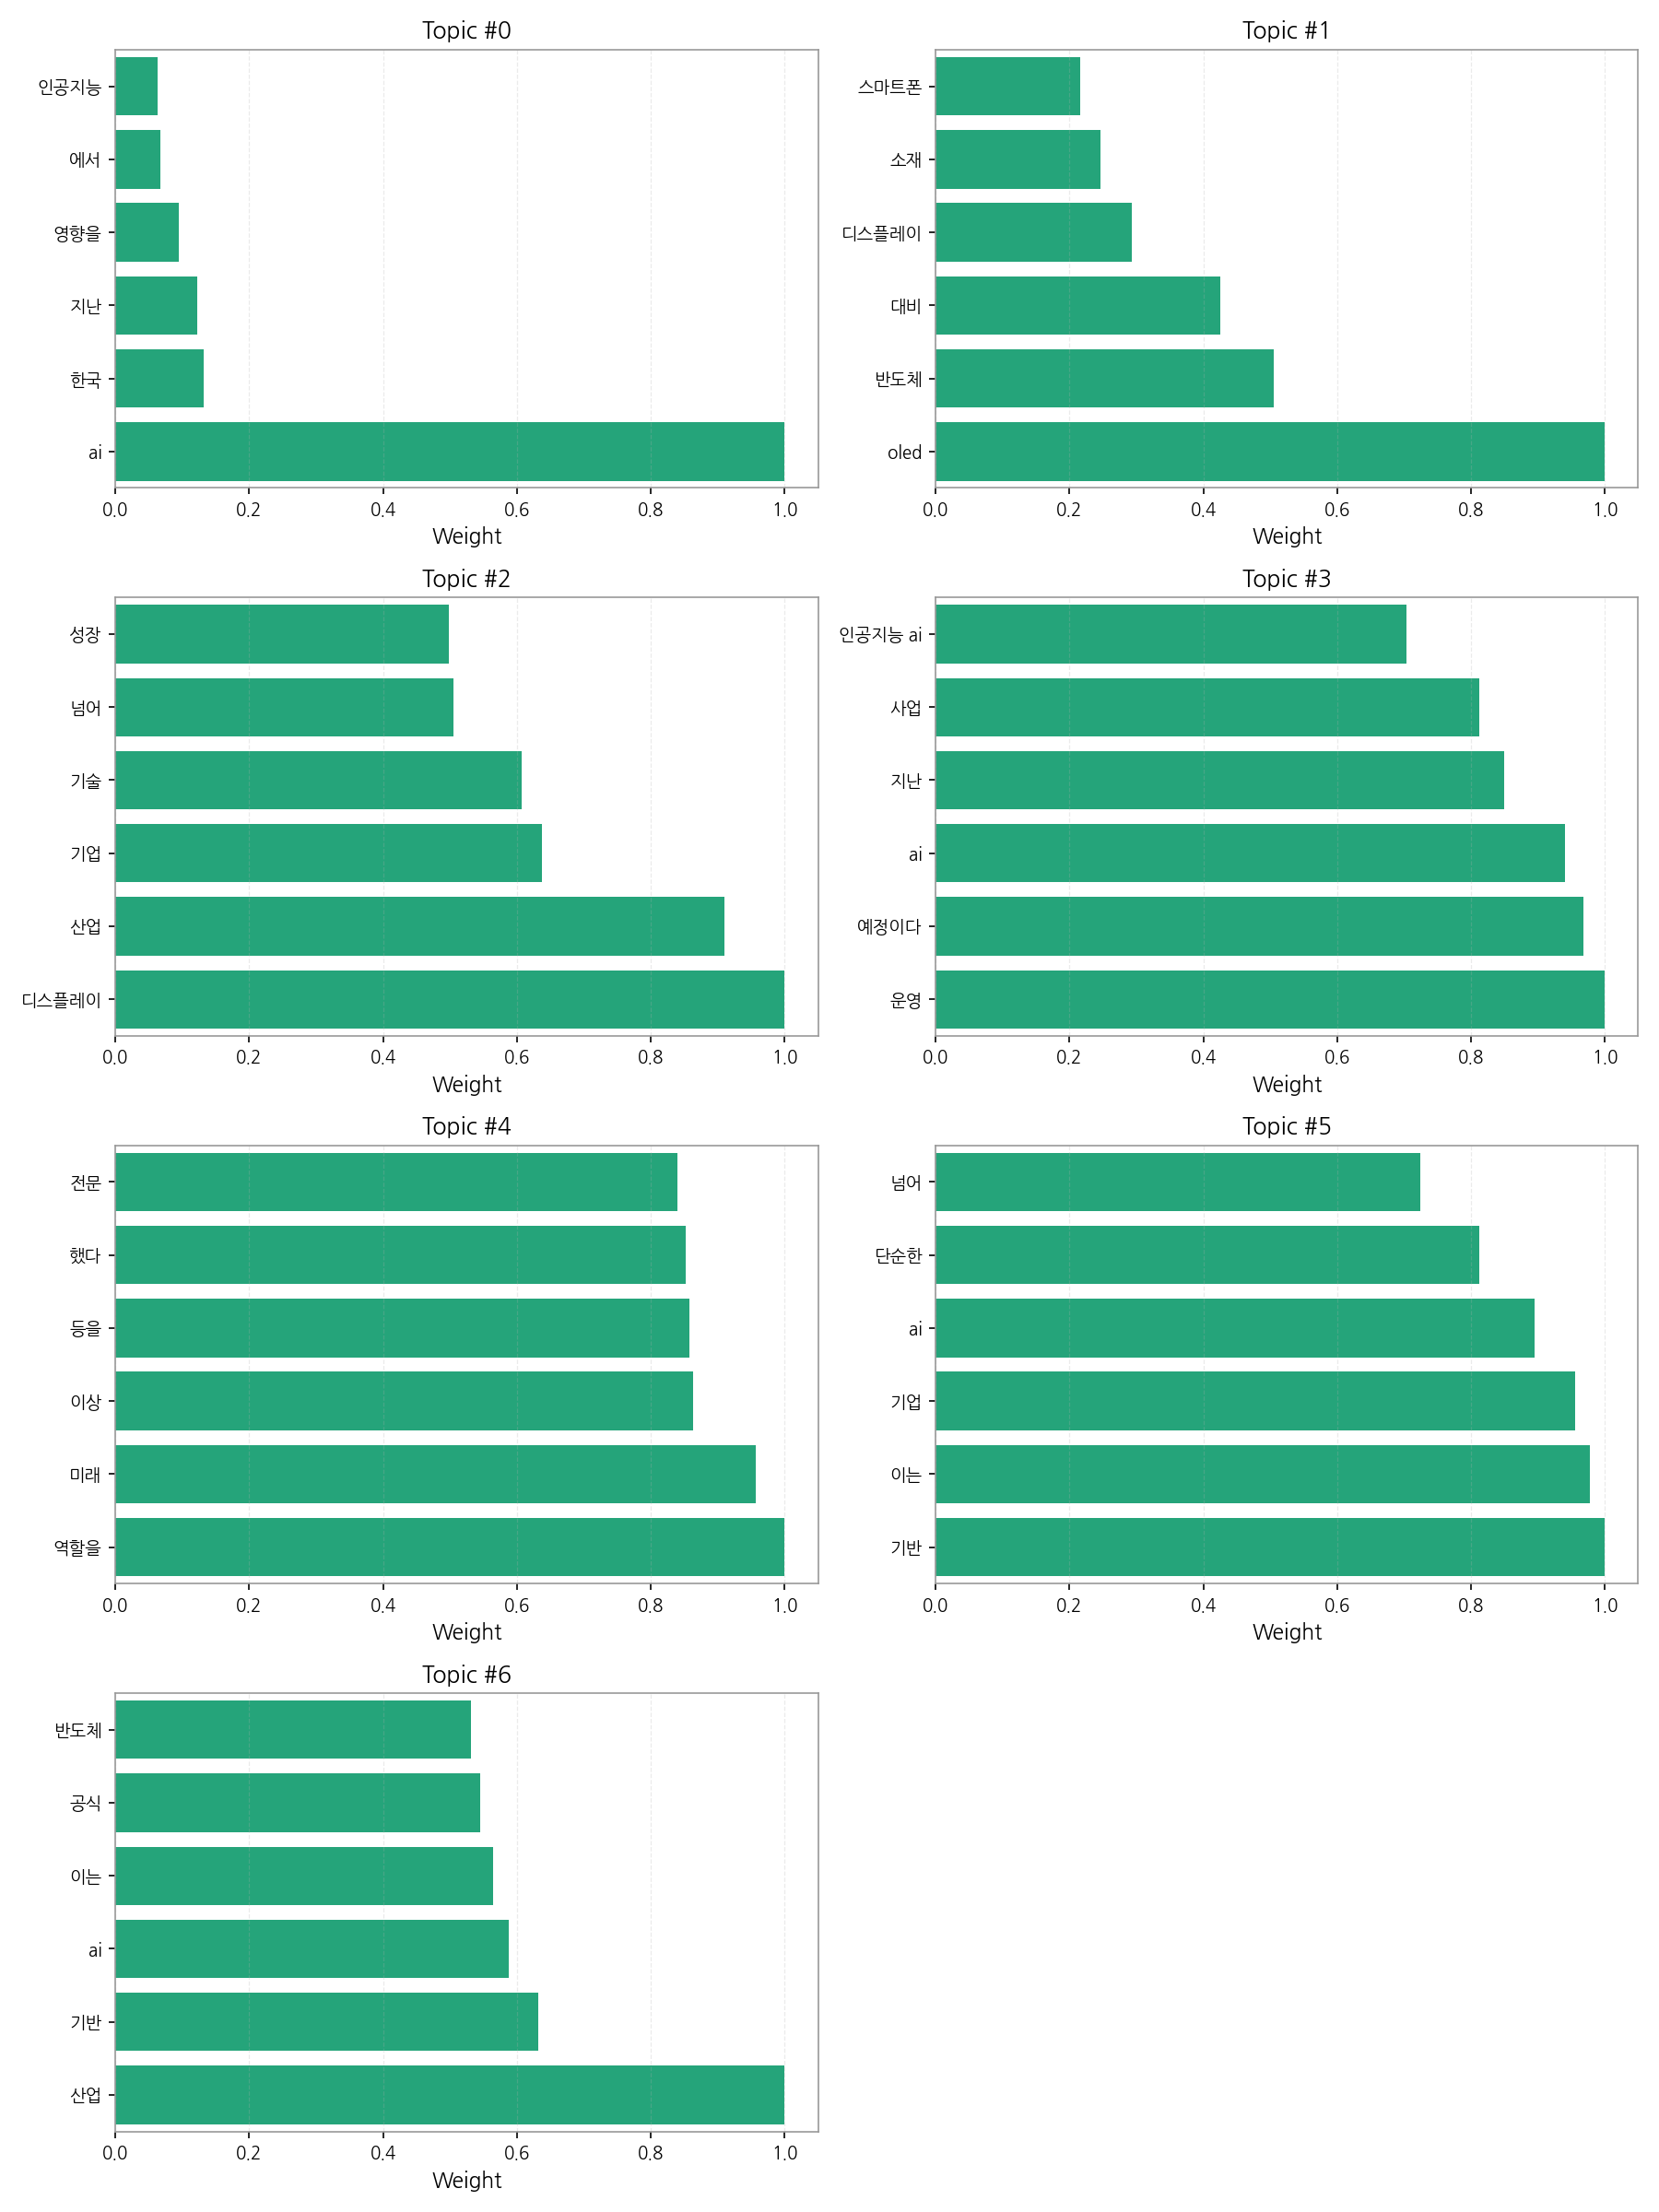 Topic #0
인공지능
에서
영향을
지난
한국
ai
0.0 0.2 0.4 0.6 0.8 1.0
Weight
Topic #1
스마트폰
소재
디스플레이
대비
반도체
oled
0.0 0.2 0.4 0.6 0.8 1.0
Weight
Topic #2
성장
넘어
기술
기업
산업
디스플레이
0.0 0.2 0.4 0.6 0.8 1.0
Weight
Topic #3
인공지능 ai
사업
지난
ai
예정이다
운영
0.0 0.2 0.4 0.6 0.8 1.0
Weight
Topic #4
전문
했다
등을
이상
미래
역할을
0.0 0.2 0.4 0.6 0.8 1.0
Weight
Topic #5
넘어
단순한
ai
기업
이는
기반
0.0 0.2 0.4 0.6 0.8 1.0
Weight
Topic #6
반도체
공식
이는
ai
기반
산업
0.0 0.2 0.4 0.6 0.8 1.0
Weight